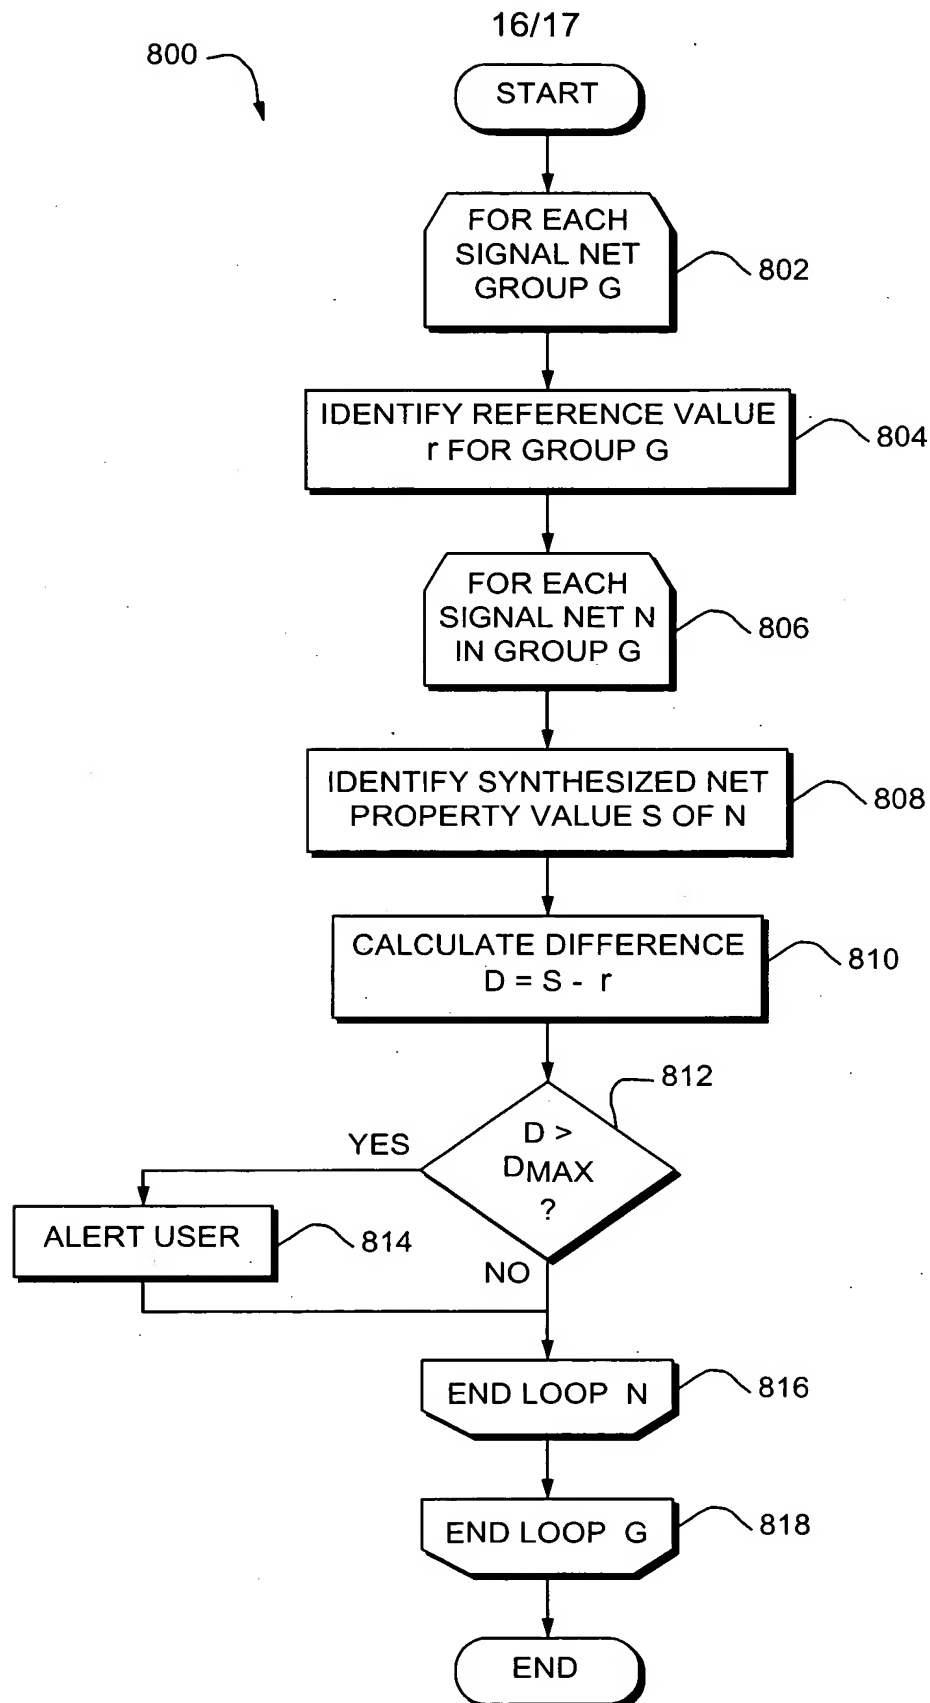 16/17
800
START
FOR EACH
SIGNAL NET
GROUP G
802
IDENTIFY REFERENCE VALUE
r FOR GROUP G
804
FOR EACH
SIGNAL NET N
IN GROUP G
806
IDENTIFY SYNTHESIZED NET
PROPERTY VALUE S OF N
808
CALCULATE DIFFERENCE
D = S - r
810
812
D >
DMAX
?
YES
ALERT USER
814
NO
END LOOP N
816
END LOOP G
818
END